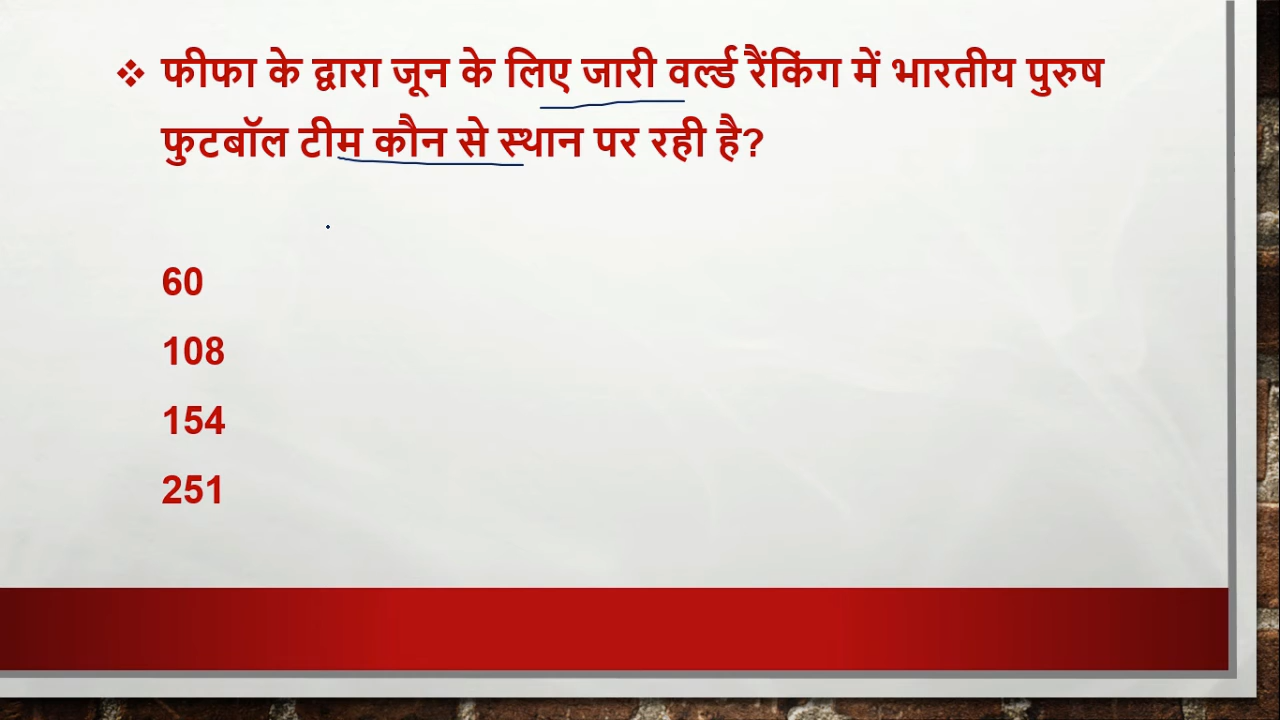 ❖ फीफा के द्वारा जून के लिए जारी वर्ल्ड रैंकिंग में भारतीय पुरुष
फुटबॉल टीम कौन से स्थान पर रही है?
60
108
154
251